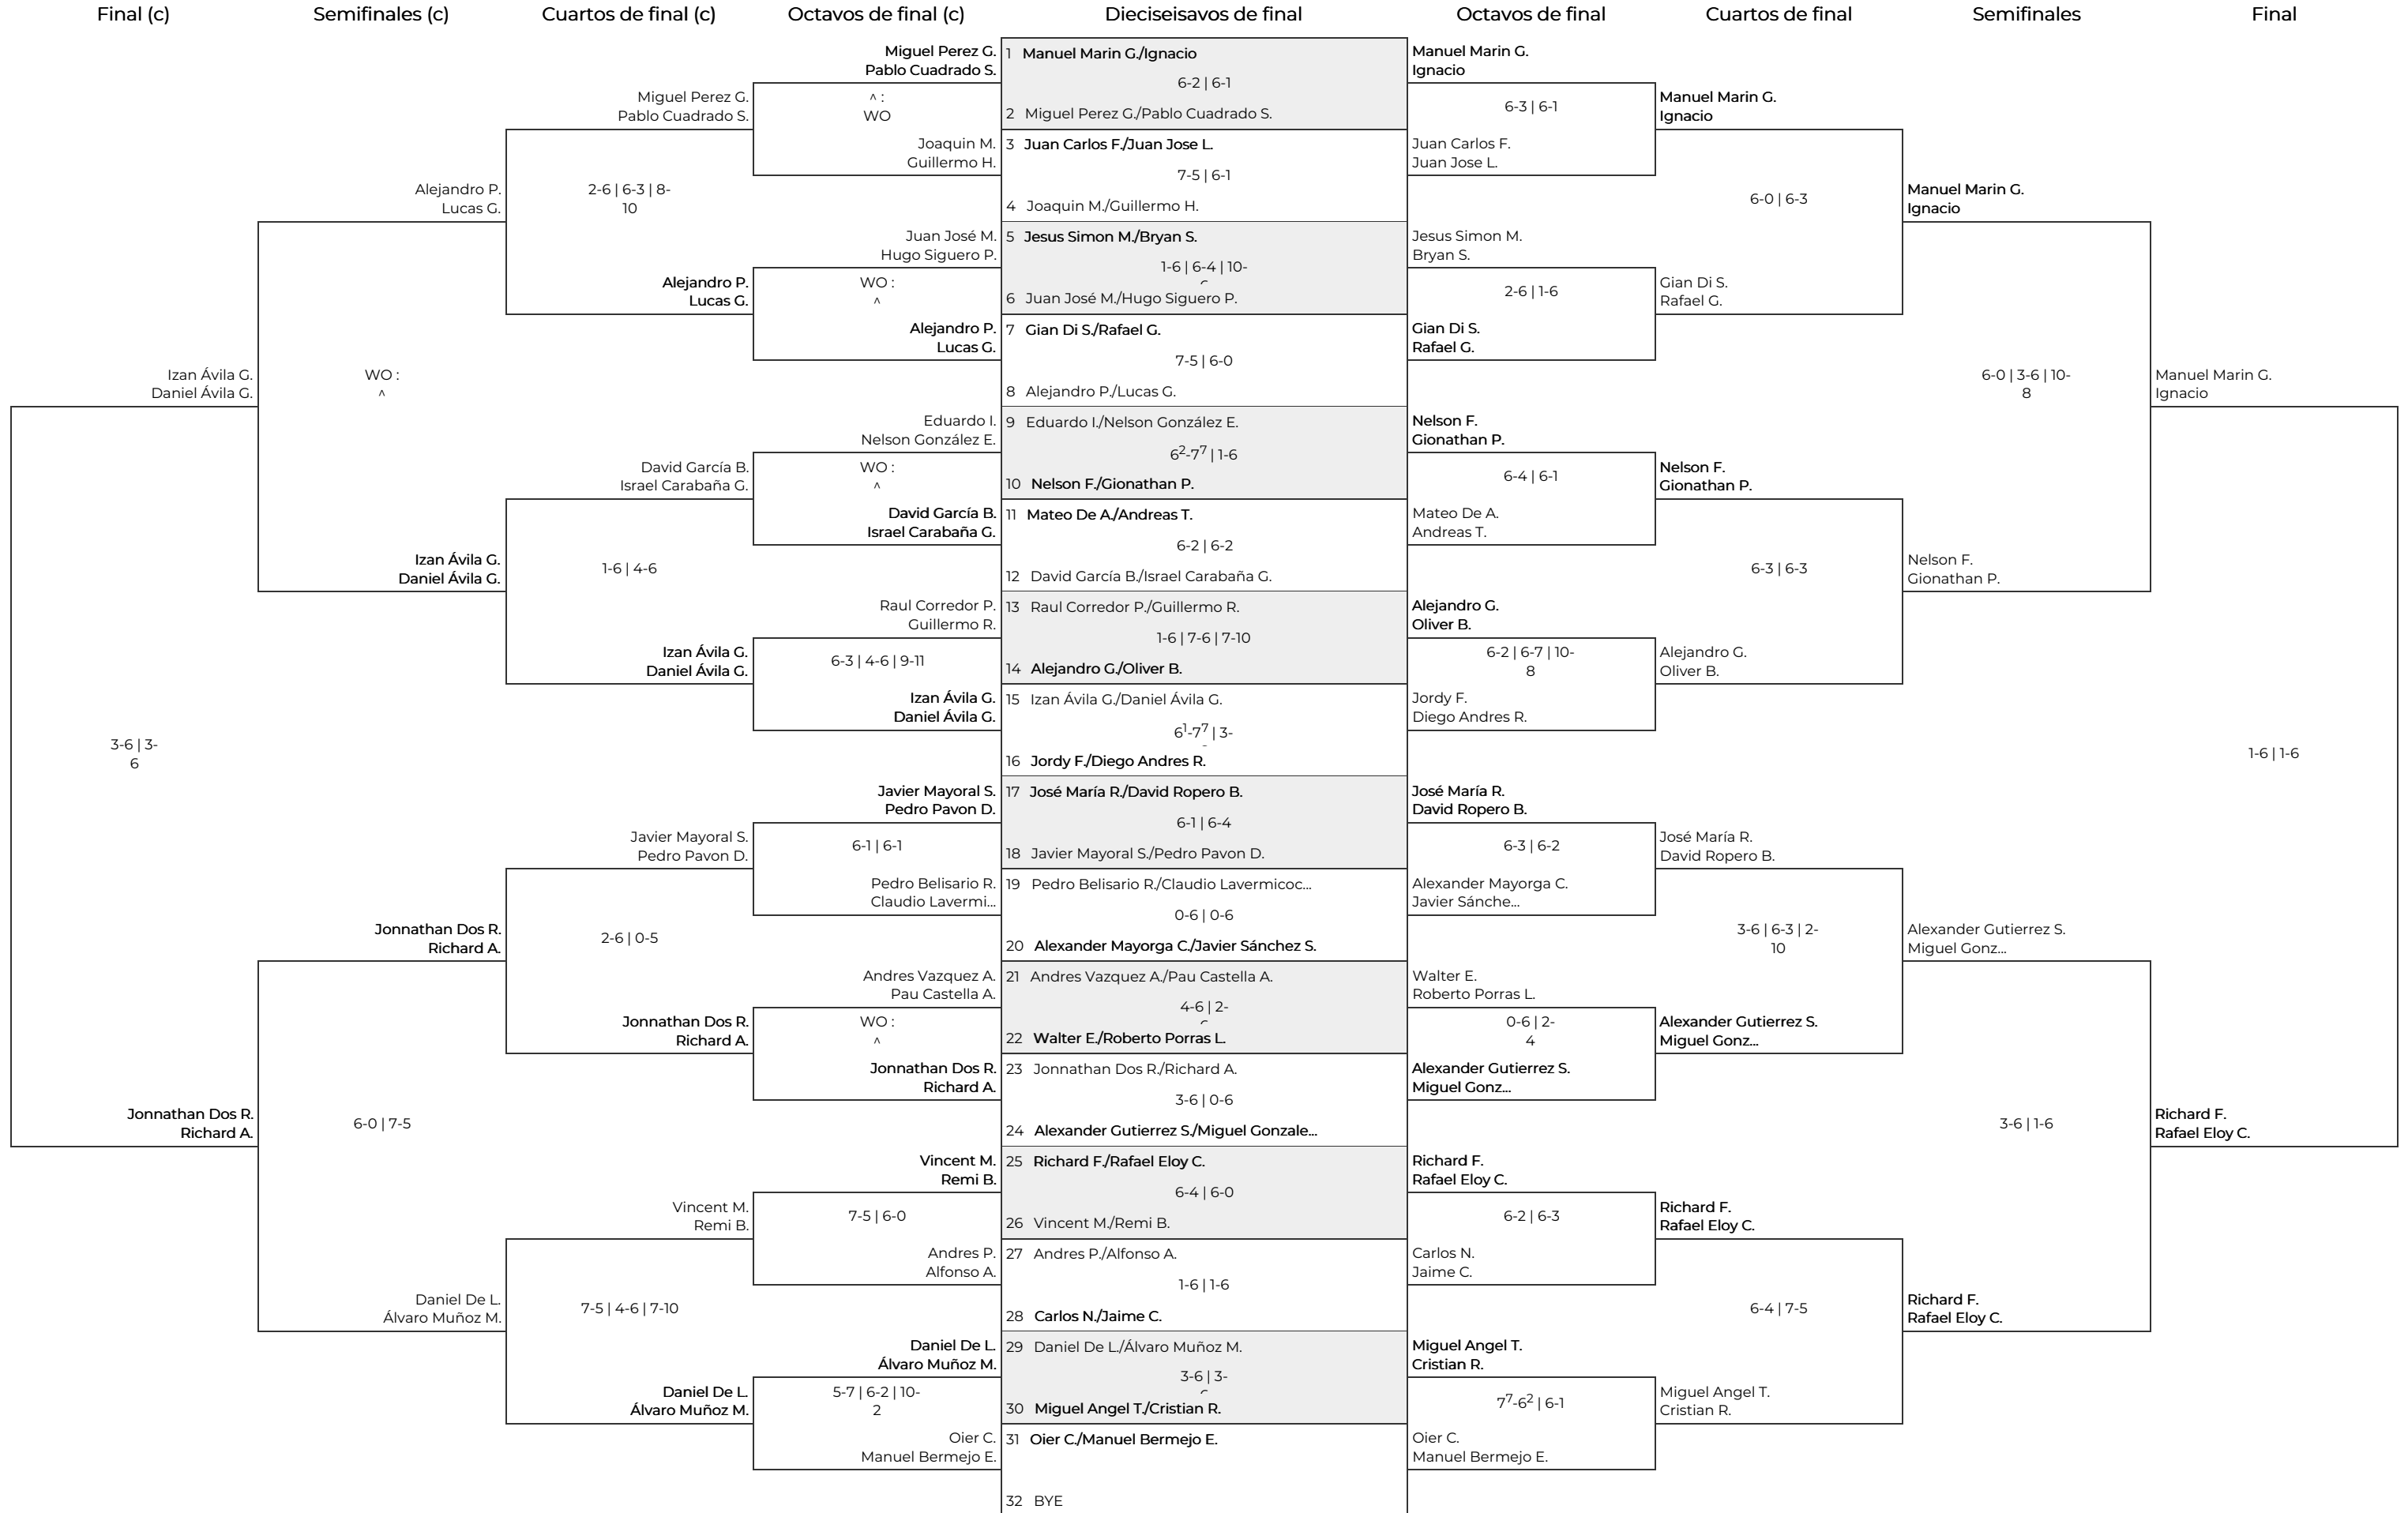 Final (c)
Semifinales (c)
Cuartos de final (c)
Octavos de final (c)
Dieciseisavos de final
Octavos de final
Cuartos de final
Semifinales
Final
Izan Ávila G.
Daniel Ávila G.
3-6 | 3-
6
Jonnathan Dos R.
Richard A.
Alejandro P.
Lucas G.
WO :
^
Izan Ávila G.
Daniel Ávila G.
Jonnathan Dos R.
Richard A.
6-0 | 7-5
Daniel De L.
Álvaro Muñoz M.
Miguel Perez G.
Pablo Cuadrado S.
2-6 | 6-3 | 8-
10
Alejandro P.
Lucas G.
David García B.
Israel Carabaña G.
1-6 | 4-6
Izan Ávila G.
Daniel Ávila G.
Javier Mayoral S.
Pedro Pavon D.
2-6 | 0-5
Jonnathan Dos R.
Richard A.
Vincent M.
Remi B.
7-5 | 4-6 | 7-10
Daniel De L.
Álvaro Muñoz M.
Miguel Perez G.
Pablo Cuadrado S.
^ :
WO
Joaquin M.
Guillermo H.
Juan José M.
Hugo Siguero P.
WO :
^
Alejandro P.
Lucas G.
Eduardo I.
Nelson González E.
WO :
^
David García B.
Israel Carabaña G.
Raul Corredor P.
Guillermo R.
6-3 | 4-6 | 9-11
Izan Ávila G.
Daniel Ávila G.
Javier Mayoral S.
Pedro Pavon D.
6-1 | 6-1
Pedro Belisario R.
Claudio Lavermi...
Andres Vazquez A.
Pau Castella A.
WO :
^
Jonnathan Dos R.
Richard A.
Vincent M.
Remi B.
7-5 | 6-0
Andres P.
Alfonso A.
Daniel De L.
Álvaro Muñoz M.
5-7 | 6-2 | 10-
2
Oier C.
Manuel Bermejo E.
1 Manuel Marin G./Ignacio
6-2 | 6-1
2 Miguel Perez G./Pablo Cuadrado S.
3 Juan Carlos F./Juan Jose L.
7-5 | 6-1
4 Joaquin M./Guillermo H.
5 Jesus Simon M./Bryan S.
1-6 | 6-4 | 10-
6 Juan José M./Hugo Siguero P.
7 Gian Di S./Rafael G.
7-5 | 6-0
8 Alejandro P./Lucas G.
9 Eduardo I./Nelson González E.
6²-7⁷ | 1-6
10 Nelson F./Gionathan P.
11 Mateo De A./Andreas T.
6-2 | 6-2
12 David García B./Israel Carabaña G.
13 Raul Corredor P./Guillermo R.
1-6 | 7-6 | 7-10
14 Alejandro G./Oliver B.
15 Izan Ávila G./Daniel Ávila G.
6¹-7⁷ | 3-
16 Jordy F./Diego Andres R.
17 José María R./David Ropero B.
6-1 | 6-4
18 Javier Mayoral S./Pedro Pavon D.
19 Pedro Belisario R./Claudio Lavermicoc...
0-6 | 0-6
20 Alexander Mayorga C./Javier Sánchez S.
21 Andres Vazquez A./Pau Castella A.
4-6 | 2-
22 Walter E./Roberto Porras L.
23 Jonnathan Dos R./Richard A.
3-6 | 0-6
24 Alexander Gutierrez S./Miguel Gonzale...
25 Richard F./Rafael Eloy C.
6-4 | 6-0
26 Vincent M./Remi B.
27 Andres P./Alfonso A.
1-6 | 1-6
28 Carlos N./Jaime C.
29 Daniel De L./Álvaro Muñoz M.
3-6 | 3-
30 Miguel Angel T./Cristian R.
31 Oier C./Manuel Bermejo E.
32 BYE
Manuel Marin G.
Ignacio
6-3 | 6-1
Juan Carlos F.
Juan Jose L.
Jesus Simon M.
Bryan S.
2-6 | 1-6
Gian Di S.
Rafael G.
Nelson F.
Gionathan P.
6-4 | 6-1
Mateo De A.
Andreas T.
Alejandro G.
Oliver B.
6-2 | 6-7 | 10-
8
Jordy F.
Diego Andres R.
José María R.
David Ropero B.
6-3 | 6-2
Alexander Mayorga C.
Javier Sánche...
Walter E.
Roberto Porras L.
0-6 | 2-
4
Alexander Gutierrez S.
Miguel Gonz...
Richard F.
Rafael Eloy C.
6-2 | 6-3
Carlos N.
Jaime C.
Miguel Angel T.
Cristian R.
7⁷-6² | 6-1
Oier C.
Manuel Bermejo E.
Manuel Marin G.
Ignacio
6-0 | 6-3
Gian Di S.
Rafael G.
Nelson F.
Gionathan P.
6-3 | 6-3
Alejandro G.
Oliver B.
José María R.
David Ropero B.
3-6 | 6-3 | 2-
10
Alexander Gutierrez S.
Miguel Gonz...
Richard F.
Rafael Eloy C.
6-4 | 7-5
Miguel Angel T.
Cristian R.
Manuel Marin G.
Ignacio
6-0 | 3-6 | 10-
8
Nelson F.
Gionathan P.
Alexander Gutierrez S.
Miguel Gonz...
3-6 | 1-6
Richard F.
Rafael Eloy C.
Manuel Marin G.
Ignacio
1-6 | 1-6
Richard F.
Rafael Eloy C.